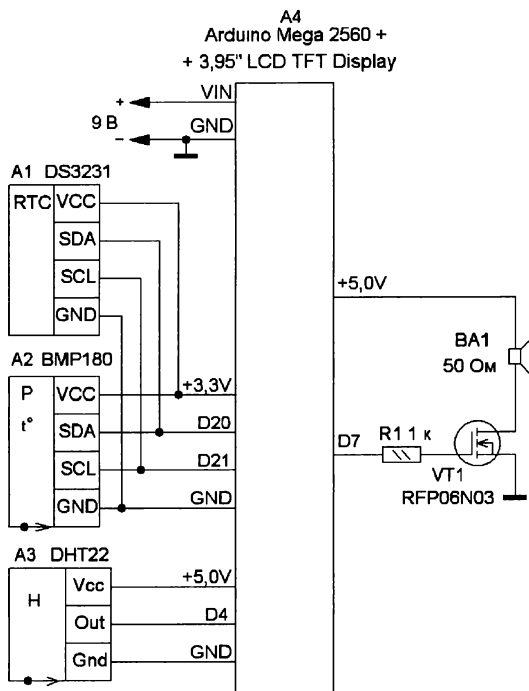 A4
Arduino Mega 2560 +
+ 3,95" LCD TFT Display
VIN
+
9 В
GND
−
A1 DS3231
RTC VCC
SDA
SCL
GND
+5,0V
BA1
50 Ом
A2 BMP180
P VCC
+3,3V
t° SDA
D20
SCL
D21
GND
GND
D7
R1 1 к
VT1
RFP06N03
A3 DHT22
Vcc
+5,0V
H
Out
D4
Gnd
GND